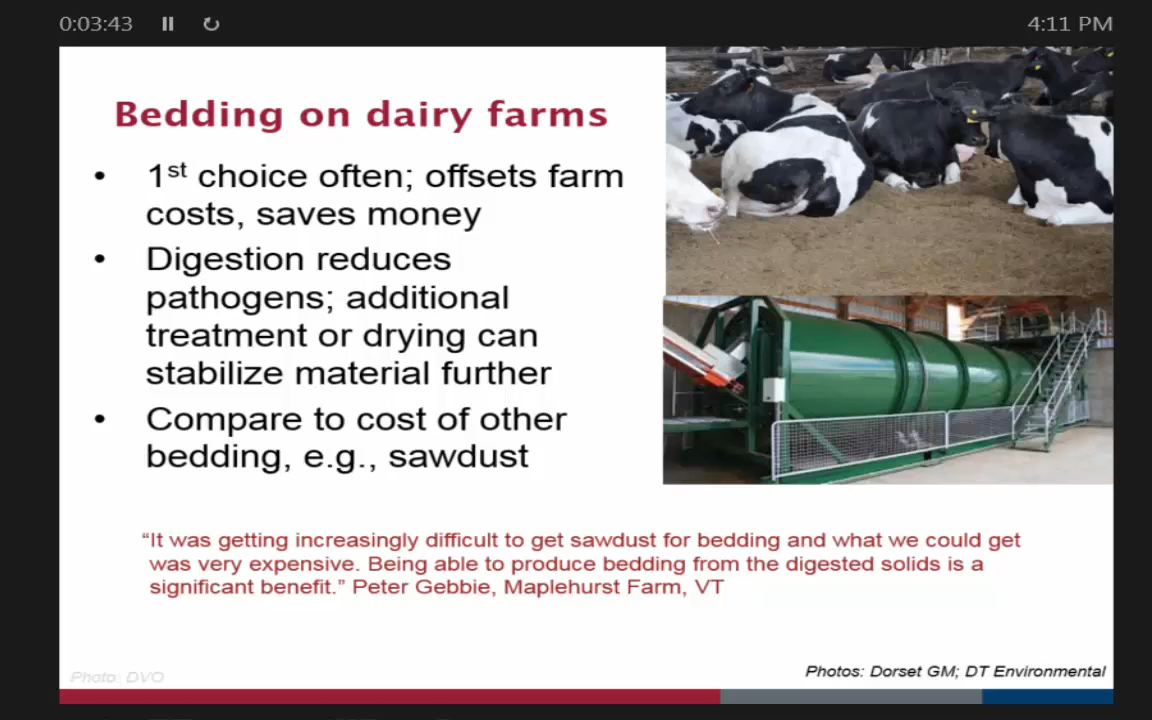 0:03:43
4:11 PM
Bedding on dairy farms
• 1st choice often; offsets farm
costs, saves money
• Digestion reduces
pathogens; additional
treatment or drying can
stabilize material further
• Compare to cost of other
bedding, e.g., sawdust
“It was getting increasingly difficult to get sawdust for bedding and what we could get
was very expensive. Being able to produce bedding from the digested solids is a
significant benefit.” Peter Gebbie, Maplehurst Farm, VT
Photo: DVO
Photos: Dorset GM; DT Environmental